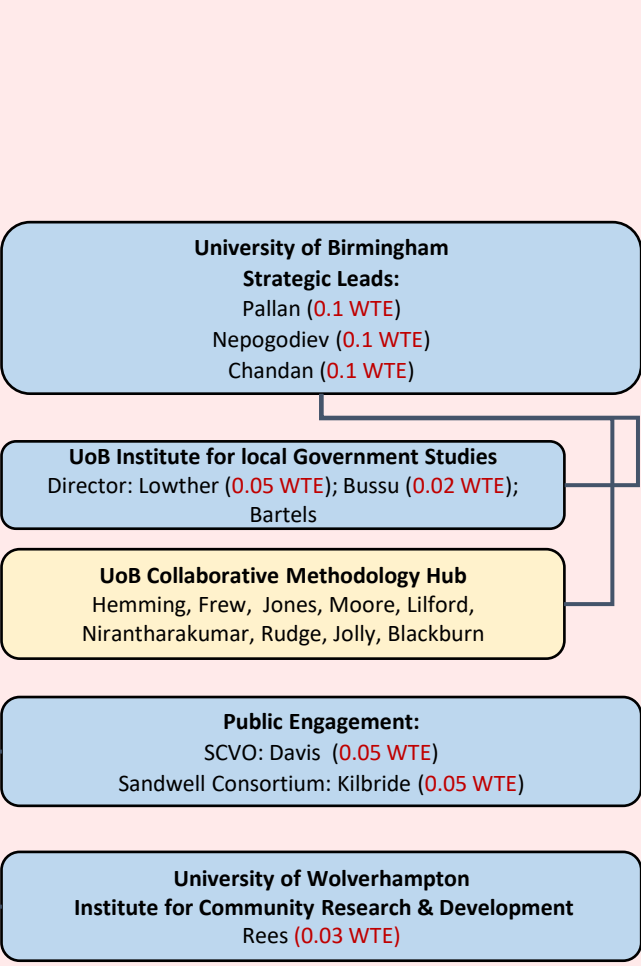 University of Birmingham
Strategic Leads:
Pallan (0.1 WTE)
Nepogodiev (0.1 WTE)
Chandan (0.1 WTE)
UoB Institute for local Government Studies
Director: Lowther (0.05 WTE); Bussu (0.02 WTE);
Bartels
UoB Collaborative Methodology Hub
Hemming, Frew, Jones, Moore, Lilford,
Nirantharakumar, Rudge, Jolly, Blackburn
Public Engagement:
SCVO: Davis (0.05 WTE)
Sandwell Consortium: Kilbride (0.05 WTE)
University of Wolverhampton
Institute for Community Research & Development
Rees (0.03 WTE)